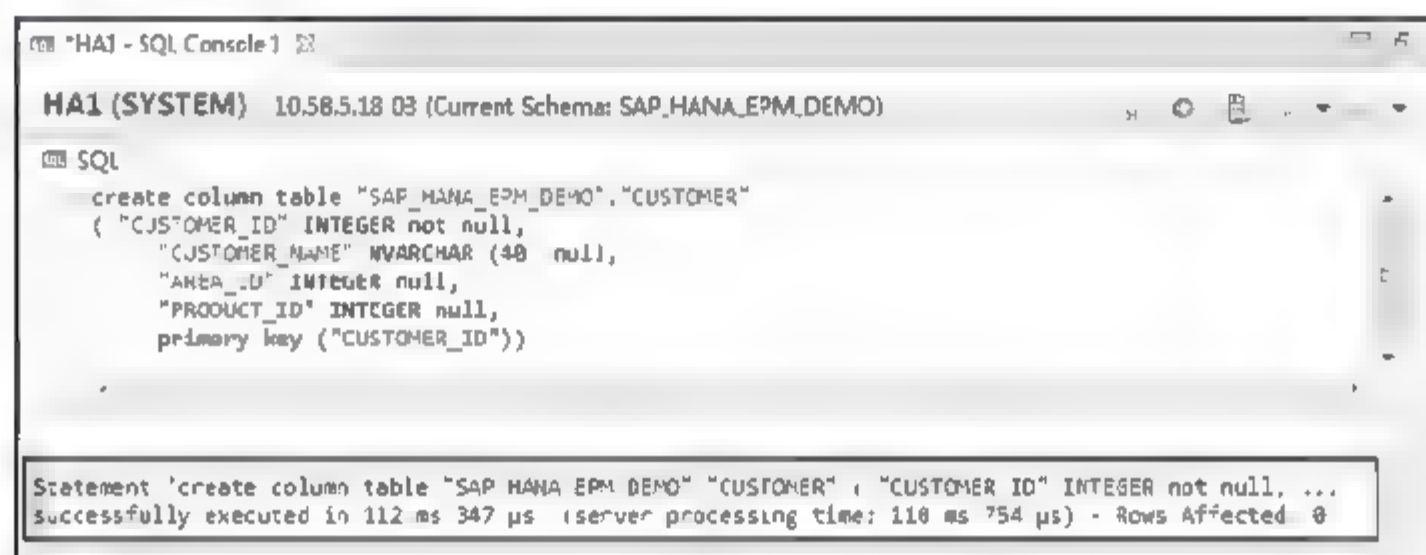 *HA1 - SQL Console 1
HA1 (SYSTEM) 10.58.5.18 03 (Current Schema: SAP_HANA_EPM_DEMO)
SQL
create column table "SAP_HANA_EPM_DEMO"."CUSTOMER"
( "CUSTOMER_ID" INTEGER not null,
"CUSTOMER_NAME" NVARCHAR (40 null,
"AREA_ID" INTEGER null,
"PRODUCT_ID" INTEGER null,
primary key ("CUSTOMER_ID"))
Statement 'create column table "SAP HANA EPM DEMO" "CUSTOMER" ( "CUSTOMER ID" INTEGER not null, ...
successfully executed in 112 ms 347 µs (server processing time: 110 ms 754 µs) - Rows Affected 0